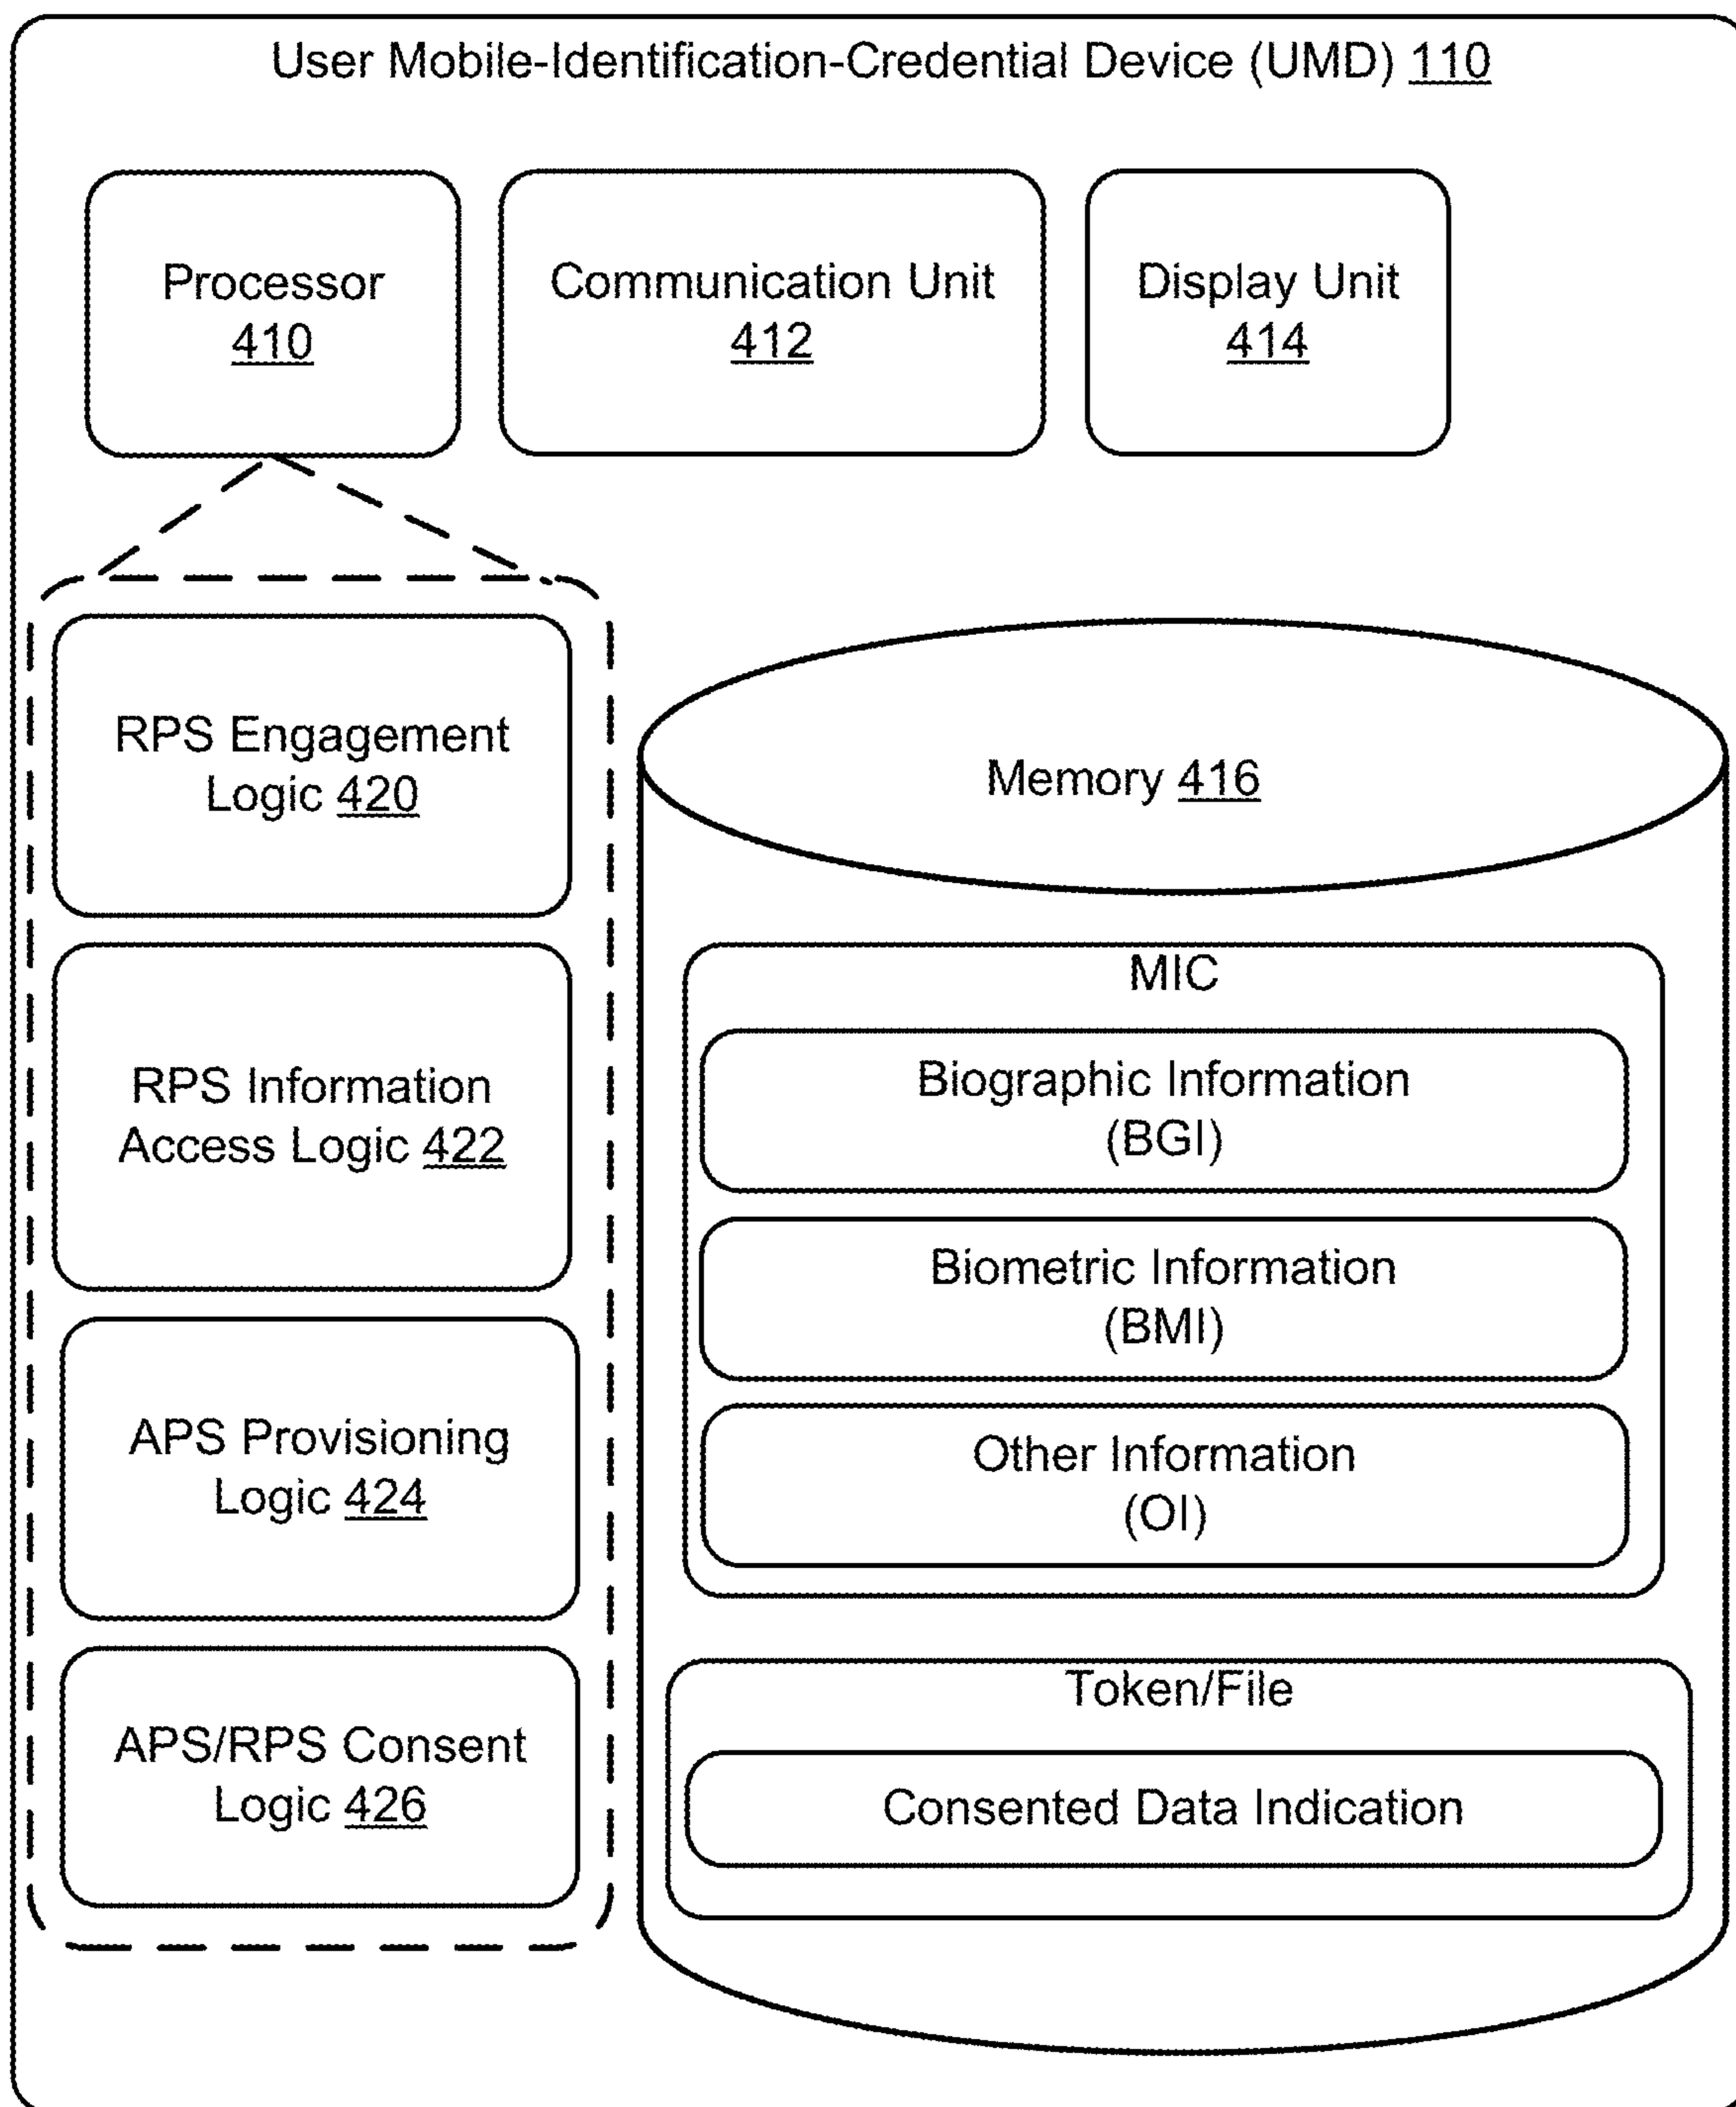 User Mobile-Identification-Credential Device (UMD) 110
Processor
410
Communication Unit
412
Display Unit
414
RPS Engagement
Logic 420
RPS Information
Access Logic 422
APS Provisioning
Logic 424
APS/RPS Consent
Logic 426
Memory 416
MIC
Biographic Information
(BGI)
Biometric Information
(BMI)
Other Information
(OI)
Token/File
Consented Data Indication